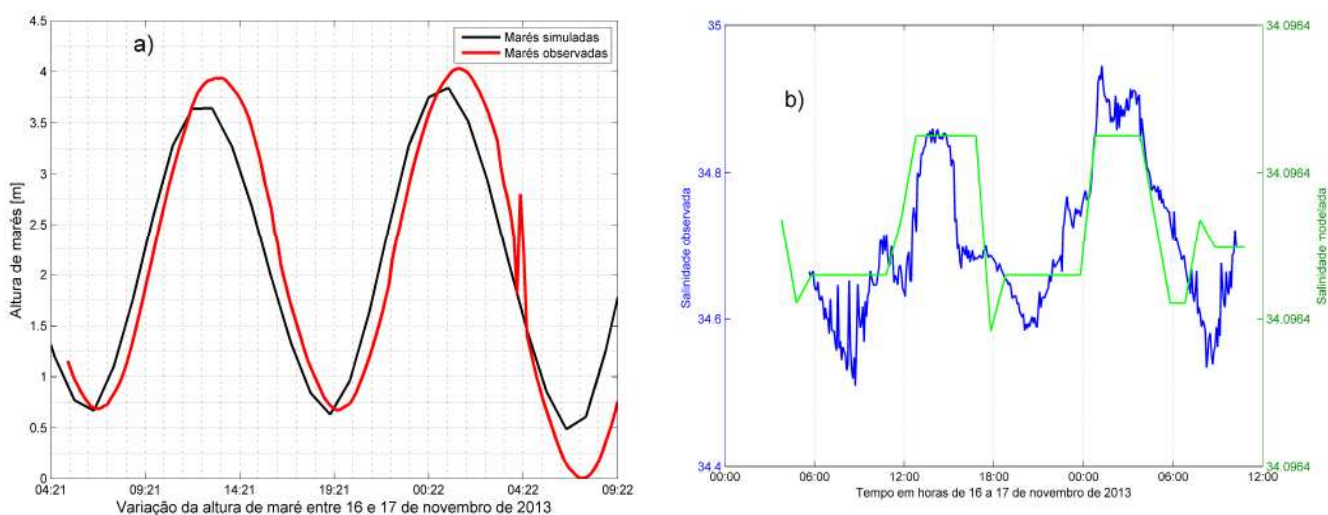 a)
Marés simuladas
Marés observadas
4.5
4
3.5
3
2.5
2
1.5
1
0.5
0
Altura de marés [m]
04:21 09:21 14:21 19:21 00:22 04:22 09:22
Variação da altura de maré entre 16 e 17 de novembro de 2013
b)
35
34.8
34.6
34.4
Salinidade observada
34.0964
34.0964
34.0964
34.0964
Salinidade modelada
00:00 06:00 12:00 18:00 00:00 06:00 12:00
Tempo em horas de 16 a 17 de novembro de 2013